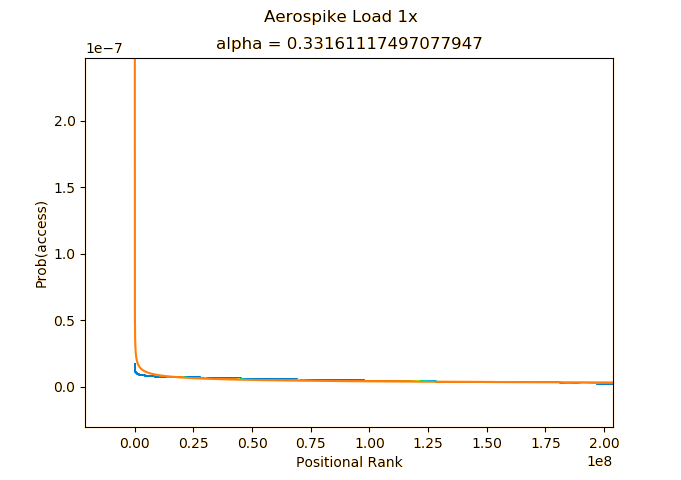 Aerospike Load 1x
alpha = 0.33161117497077947
1e−7
2.0
1.5
1.0
0.5
0.0
Prob(access)
0.00 0.25 0.50 0.75 1.00 1.25 1.50 1.75 2.00
Positional Rank
1e8